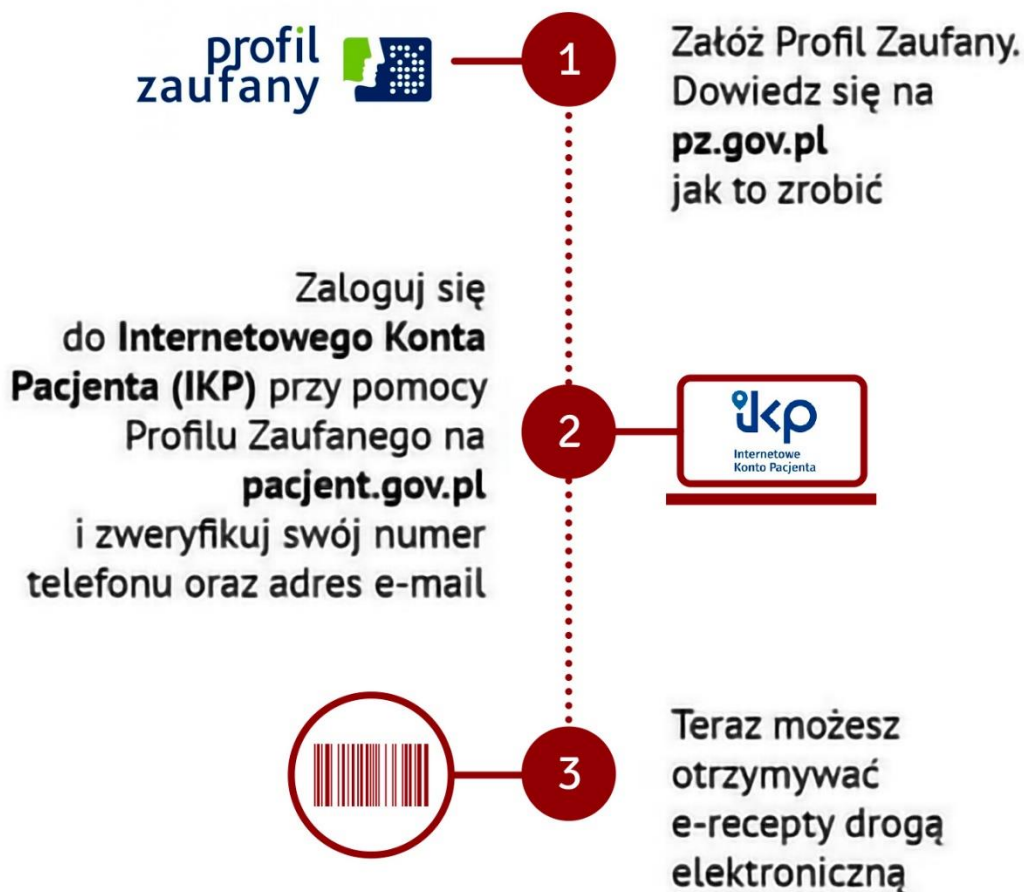 profil
zaufany
1
Załóż Profil Zaufany.
Dowiedz się na
pz.gov.pl
jak to zrobić
Zaloguj się
do Internetowego Konta
Pacjenta (IKP) przy pomocy
Profilu Zaufanego na
pacjent.gov.pl
i zweryfikuj swój numer
telefonu oraz adres e-mail
2
ikp
Internetowe
Konto Pacjenta
3
Teraz możesz
otrzymywać
e-recepty drogą
elektroniczną